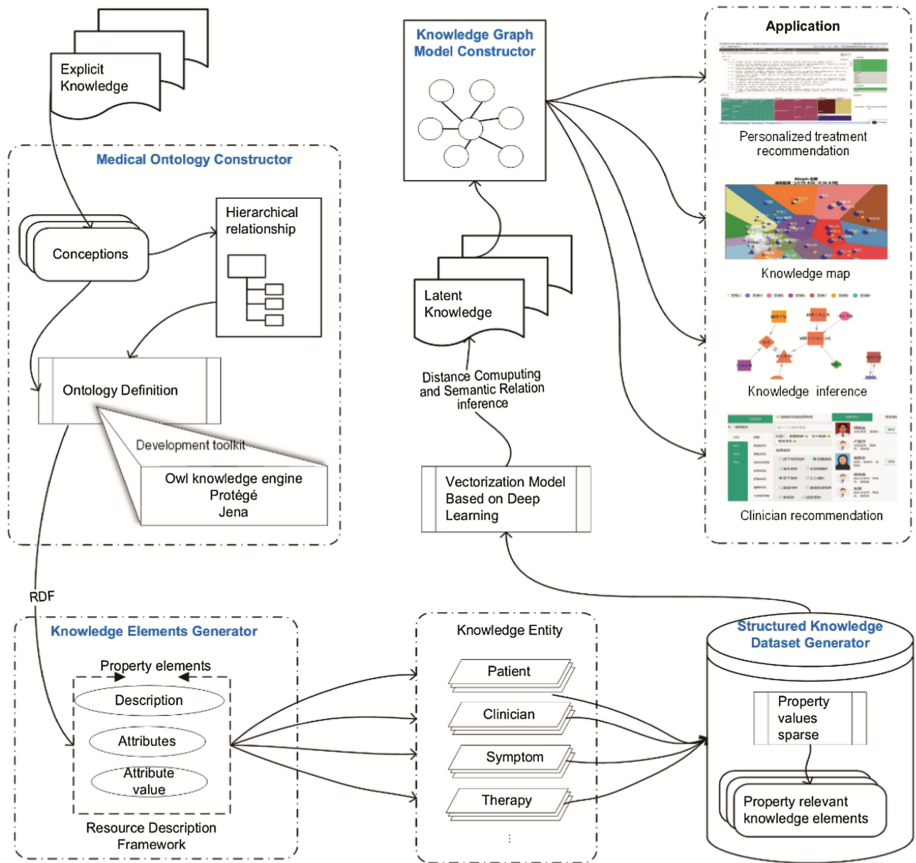 Explicit
Knowledge
Medical Ontology Constructor
Conceptions
Hierarchical
relationship
Ontology Definition
Development toolkit
Owl knowledge engine
Protégé
Jena
RDF
Knowledge Graph
Model Constructor
Latent
Knowledge
Distance Comuputing
and Semantic Relation
inference
Vectorization Model
Based on Deep
Learning
Application
Personalized treatment
recommendation
Knowledge map
Knowledge inference
Clinician recommendation
Knowledge Elements Generator
Property elements
Description
Attributes
Attribute
value
Resource Description
Framework
Knowledge Entity
Patient
Clinician
Symptom
Therapy
⋮
Structured Knowledge
Dataset Generator
Property
values
sparse
Property relevant
knowledge elements